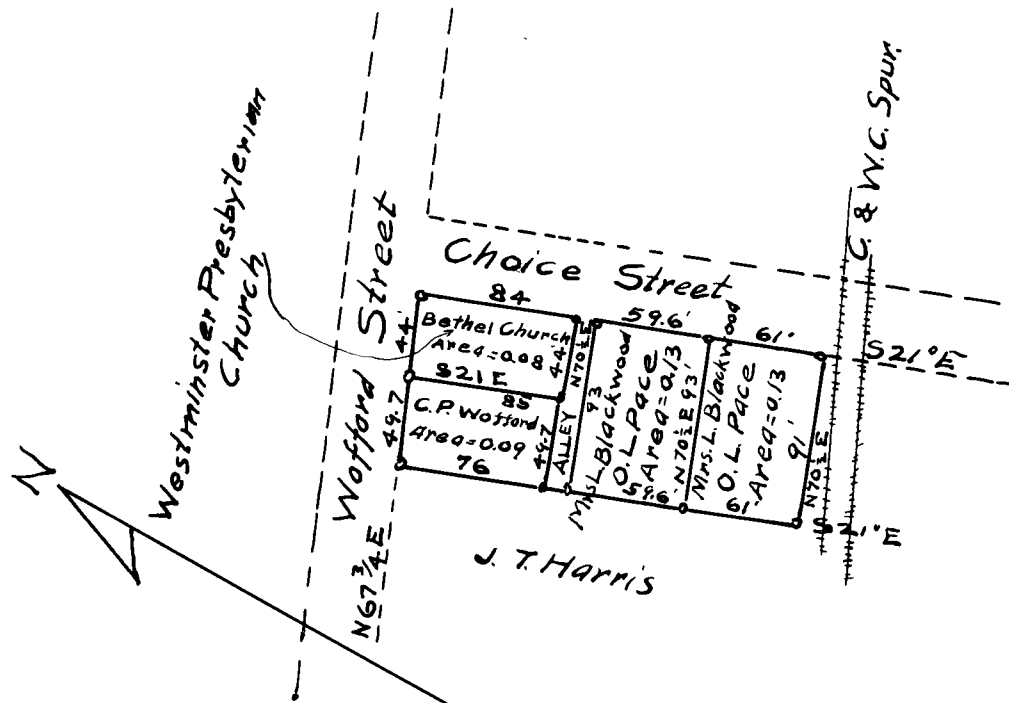 Westminster Presbyterian
Church
N
Wofford Street
N67 3/4 E
Choice Street
C. & W.C. Spur.
84
44'
Bethel Church
Area=0.08
44'
S21E
85
C.P. Wofford
Area=0.09
49.7
49.7
76
ALLEY
N70½E
93
Mrs L. Blackwood
O. L. Pace
Area=0.13
59.6'
59.6'
N70½E 93'
Mrs. L. Blackwood
O. L. Pace
Area=0.13
61'
61'
91'
N70½E
S21°E
S21°E
J. T. Harris